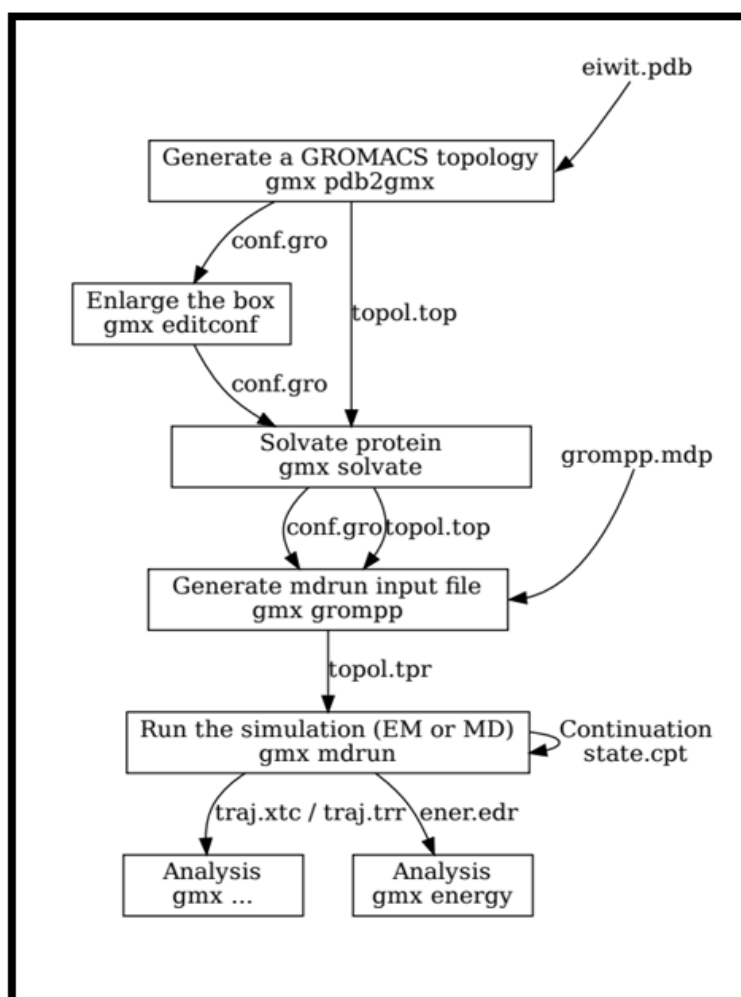 eiwit.pdb
Generate a GROMACS topology
gmx pdb2gmx
conf.gro
Enlarge the box
gmx editconf
topol.top
conf.gro
Solvate protein
gmx solvate
grompp.mdp
conf.gro
topol.top
Generate mdrun input file
gmx grompp
topol.tpr
Run the simulation (EM or MD)
gmx mdrun
Continuation
state.cpt
traj.xtc / traj.trr
ener.edr
Analysis
gmx ...
Analysis
gmx energy